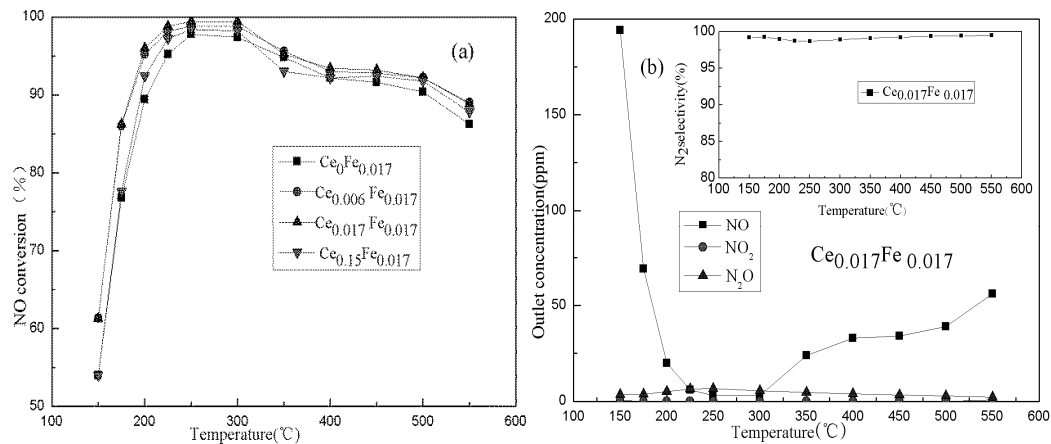 100
90
80
70
60
50
NO conversion (%)
(a)
Ce0Fe0.017
Ce0.006 Fe0.017
Ce0.017 Fe0.017
Ce0.15Fe0.017
100 200 300 400 500 600
Temperature(℃)
200
150
100
50
0
Outlet concentration(ppm)
(b)
100
95
90
85
80
N2selectivity(%)
Ce0.017Fe 0.017
100 150 200 250 300 350 400 450 500 550 600
Temperature(℃)
NO
NO2
N2O
Ce0.017Fe 0.017
100 150 200 250 300 350 400 450 500 550 600
Temperature(℃)